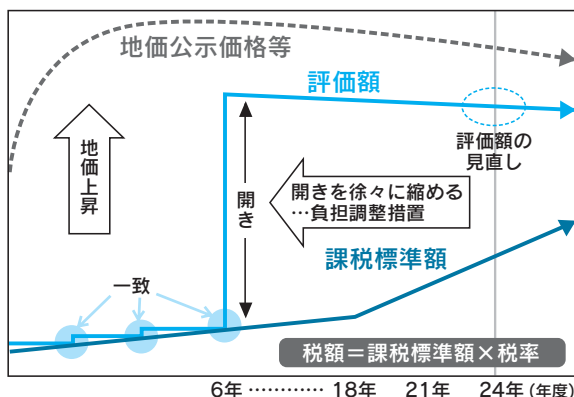 地価公示価格等
評価額
地価上昇
評価額の
見直し
開き
開きを徐々に縮める
…負担調整措置
課税標準額
一致
税額＝課税標準額×税率
6年 ………… 18年 21年 24年 (年度)